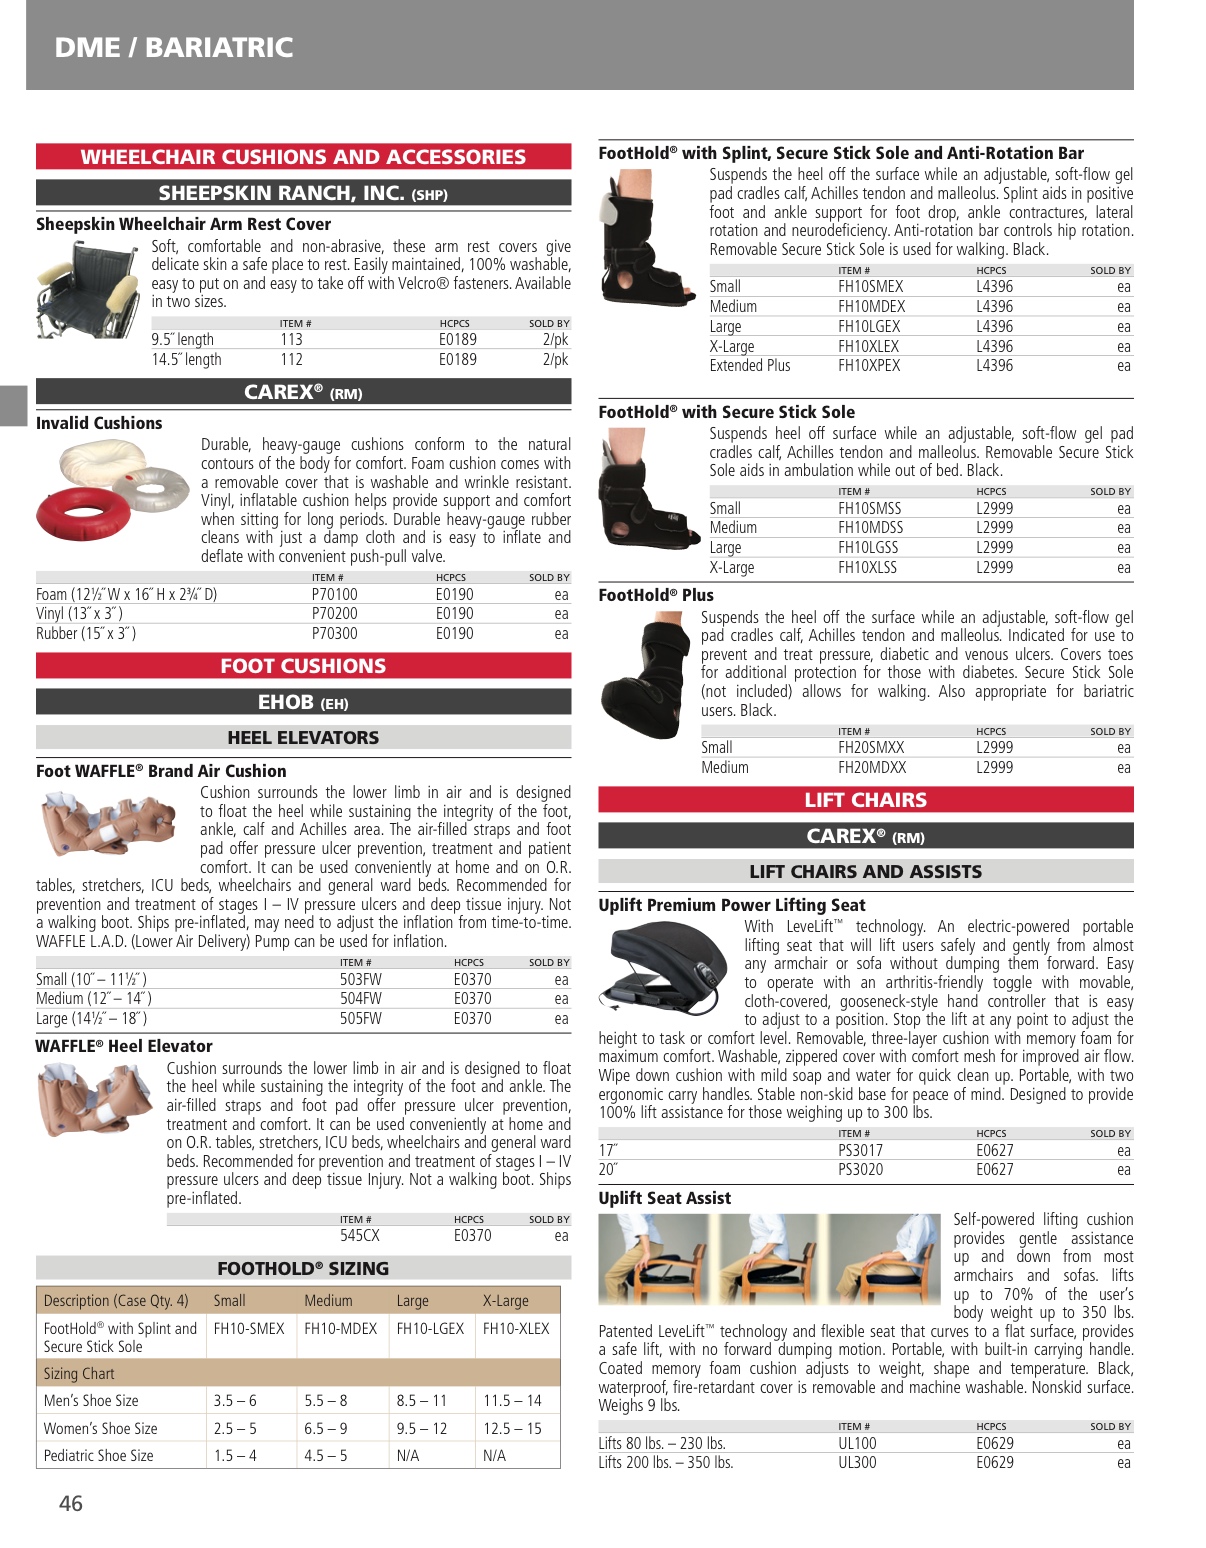 DME / BARIATRIC
WHEELCHAIR CUSHIONS AND ACCESSORIES
SHEEPSKIN RANCH, INC. (SHP)
Sheepskin Wheelchair Arm Rest Cover
Soft, comfortable and non-abrasive, these arm rest covers give
delicate skin a safe place to rest. Easily maintained, 100% washable,
easy to put on and easy to take off with Velcro® fasteners. Available
in two sizes.
ITEM # HCPCS SOLD BY
9.5˝ length 113 E0189 2/pk
14.5˝ length 112 E0189 2/pk
CAREX® (RM)
Invalid Cushions
Durable, heavy-gauge cushions conform to the natural
contours of the body for comfort. Foam cushion comes with
a removable cover that is washable and wrinkle resistant.
Vinyl, inflatable cushion helps provide support and comfort
when sitting for long periods. Durable heavy-gauge rubber
cleans with just a damp cloth and is easy to inflate and
deflate with convenient push-pull valve.
ITEM # HCPCS SOLD BY
Foam (12½˝ W x 16˝ H x 2¾˝ D) P70100 E0190 ea
Vinyl (13˝ x 3˝ ) P70200 E0190 ea
Rubber (15˝ x 3˝ ) P70300 E0190 ea
FOOT CUSHIONS
EHOB (EH)
HEEL ELEVATORS
Foot WAFFLE® Brand Air Cushion
Cushion surrounds the lower limb in air and is designed
to float the heel while sustaining the integrity of the foot,
ankle, calf and Achilles area. The air-filled straps and foot
pad offer pressure ulcer prevention, treatment and patient
comfort. It can be used conveniently at home and on O.R.
tables, stretchers, ICU beds, wheelchairs and general ward beds. Recommended for
prevention and treatment of stages I – IV pressure ulcers and deep tissue injury. Not
a walking boot. Ships pre-inflated, may need to adjust the inflation from time-to-time.
WAFFLE L.A.D. (Lower Air Delivery) Pump can be used for inflation.
ITEM # HCPCS SOLD BY
Small (10˝ – 11½˝ ) 503FW E0370 ea
Medium (12˝ – 14˝ ) 504FW E0370 ea
Large (14½˝ – 18˝ ) 505FW E0370 ea
WAFFLE® Heel Elevator
Cushion surrounds the lower limb in air and is designed to float
the heel while sustaining the integrity of the foot and ankle. The
air-filled straps and foot pad offer pressure ulcer prevention,
treatment and comfort. It can be used conveniently at home and
on O.R. tables, stretchers, ICU beds, wheelchairs and general ward
beds. Recommended for prevention and treatment of stages I – IV
pressure ulcers and deep tissue Injury. Not a walking boot. Ships
pre-inflated.
ITEM # HCPCS SOLD BY
545CX E0370 ea
FOOTHOLD® SIZING
Description (Case Qty. 4) Small Medium Large X-Large
FootHold® with Splint and FH10-SMEX FH10-MDEX FH10-LGEX FH10-XLEX
Secure Stick Sole
Sizing Chart
Men's Shoe Size 3.5 – 6 5.5 – 8 8.5 – 11 11.5 – 14
Women's Shoe Size 2.5 – 5 6.5 – 9 9.5 – 12 12.5 – 15
Pediatric Shoe Size 1.5 – 4 4.5 – 5 N/A N/A
46
FootHold® with Splint, Secure Stick Sole and Anti-Rotation Bar
Suspends the heel off the surface while an adjustable, soft-flow gel
pad cradles calf, Achilles tendon and malleolus. Splint aids in positive
foot and ankle support for foot drop, ankle contractures, lateral
rotation and neurodeficiency. Anti-rotation bar controls hip rotation.
Removable Secure Stick Sole is used for walking. Black.
ITEM # HCPCS SOLD BY
Small FH10SMEX L4396 ea
Medium FH10MDEX L4396 ea
Large FH10LGEX L4396 ea
X-Large FH10XLEX L4396 ea
Extended Plus FH10XPEX L4396 ea
FootHold® with Secure Stick Sole
Suspends heel off surface while an adjustable, soft-flow gel pad
cradles calf, Achilles tendon and malleolus. Removable Secure Stick
Sole aids in ambulation while out of bed. Black.
ITEM # HCPCS SOLD BY
Small FH10SMSS L2999 ea
Medium FH10MDSS L2999 ea
Large FH10LGSS L2999 ea
X-Large FH10XLSS L2999 ea
FootHold® Plus
Suspends the heel off the surface while an adjustable, soft-flow gel
pad cradles calf, Achilles tendon and malleolus. Indicated for use to
prevent and treat pressure, diabetic and venous ulcers. Covers toes
for additional protection for those with diabetes. Secure Stick Sole
(not included) allows for walking. Also appropriate for bariatric
users. Black.
ITEM # HCPCS SOLD BY
Small FH20SMXX L2999 ea
Medium FH20MDXX L2999 ea
LIFT CHAIRS
CAREX® (RM)
LIFT CHAIRS AND ASSISTS
Uplift Premium Power Lifting Seat
With LeveLift™ technology. An electric-powered portable
lifting seat that will lift users safely and gently from almost
any armchair or sofa without dumping them forward. Easy
to operate with an arthritis-friendly toggle with movable,
cloth-covered, gooseneck-style hand controller that is easy
to adjust to a position. Stop the lift at any point to adjust the
height to task or comfort level. Removable, three-layer cushion with memory foam for
maximum comfort. Washable, zippered cover with comfort mesh for improved air flow.
Wipe down cushion with mild soap and water for quick clean up. Portable, with two
ergonomic carry handles. Stable non-skid base for peace of mind. Designed to provide
100% lift assistance for those weighing up to 300 lbs.
ITEM # HCPCS SOLD BY
17˝ PS3017 E0627 ea
20˝ PS3020 E0627 ea
Uplift Seat Assist
Self-powered lifting cushion
provides gentle assistance
up and down from most
armchairs and sofas. lifts
up to 70% of the user's
body weight up to 350 lbs.
Patented LeveLift™ technology and flexible seat that curves to a flat surface, provides
a safe lift, with no forward dumping motion. Portable, with built-in carrying handle.
Coated memory foam cushion adjusts to weight, shape and temperature. Black,
waterproof, fire-retardant cover is removable and machine washable. Nonskid surface.
Weighs 9 lbs.
ITEM # HCPCS SOLD BY
Lifts 80 lbs. – 230 lbs. UL100 E0629 ea
Lifts 200 lbs. – 350 lbs. UL300 E0629 ea